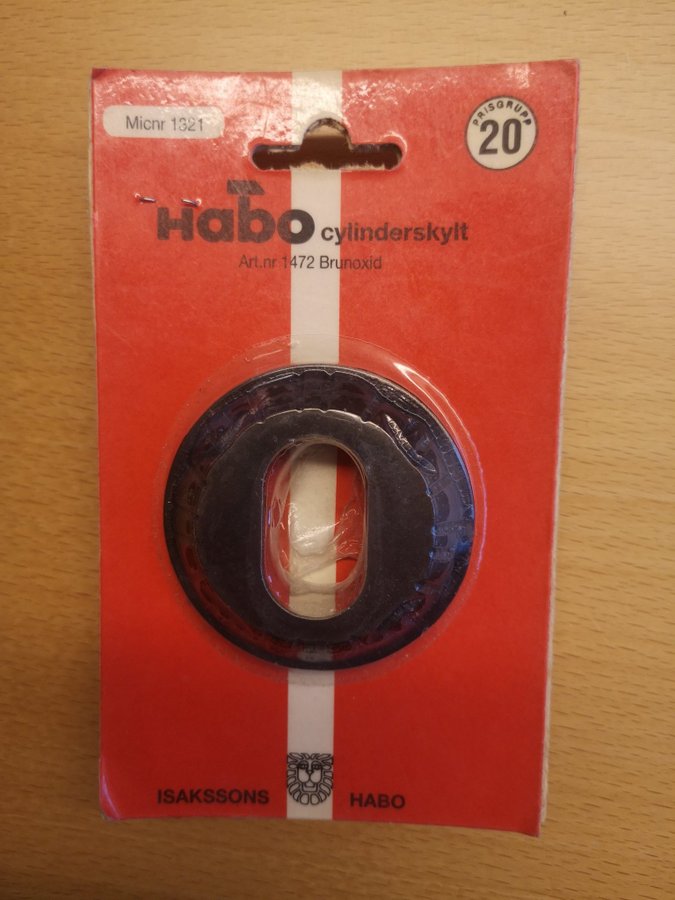 Micnr 1321
PRISGRUPP
20
Habo cylinderskylt
Art.nr 1472 Brunoxid
ISAKSSONS HABO